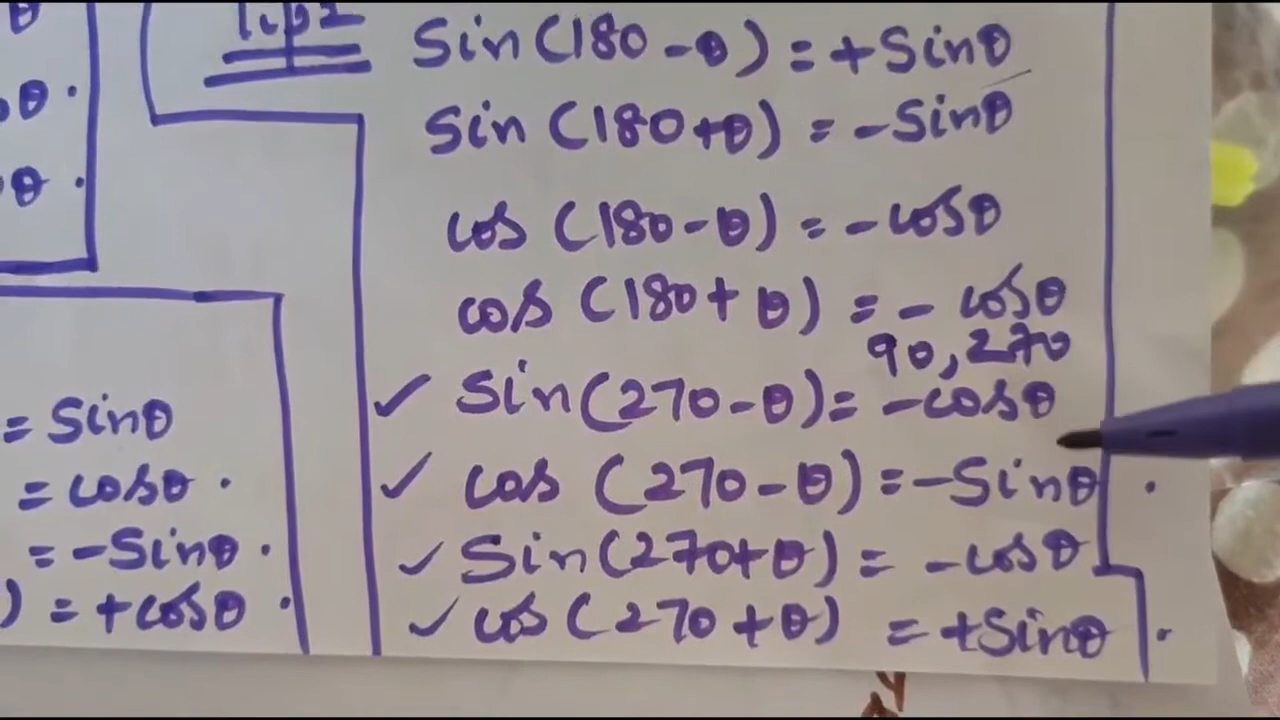 Sin (180 - θ) = + Sinθ
Sin (180 + θ) = - Sinθ
cos (180 - θ) = - cosθ
cos (180 + θ) = - cosθ
90, 270
✓ Sin (270 - θ) = - cosθ
✓ cos (270 - θ) = - Sinθ .
✓ Sin (270 + θ) = - cosθ
✓ cos (270 + θ) = + Sinθ .
θ
θ .
θ .
= Sinθ
= cosθ .
= - Sinθ .
) = + cosθ .